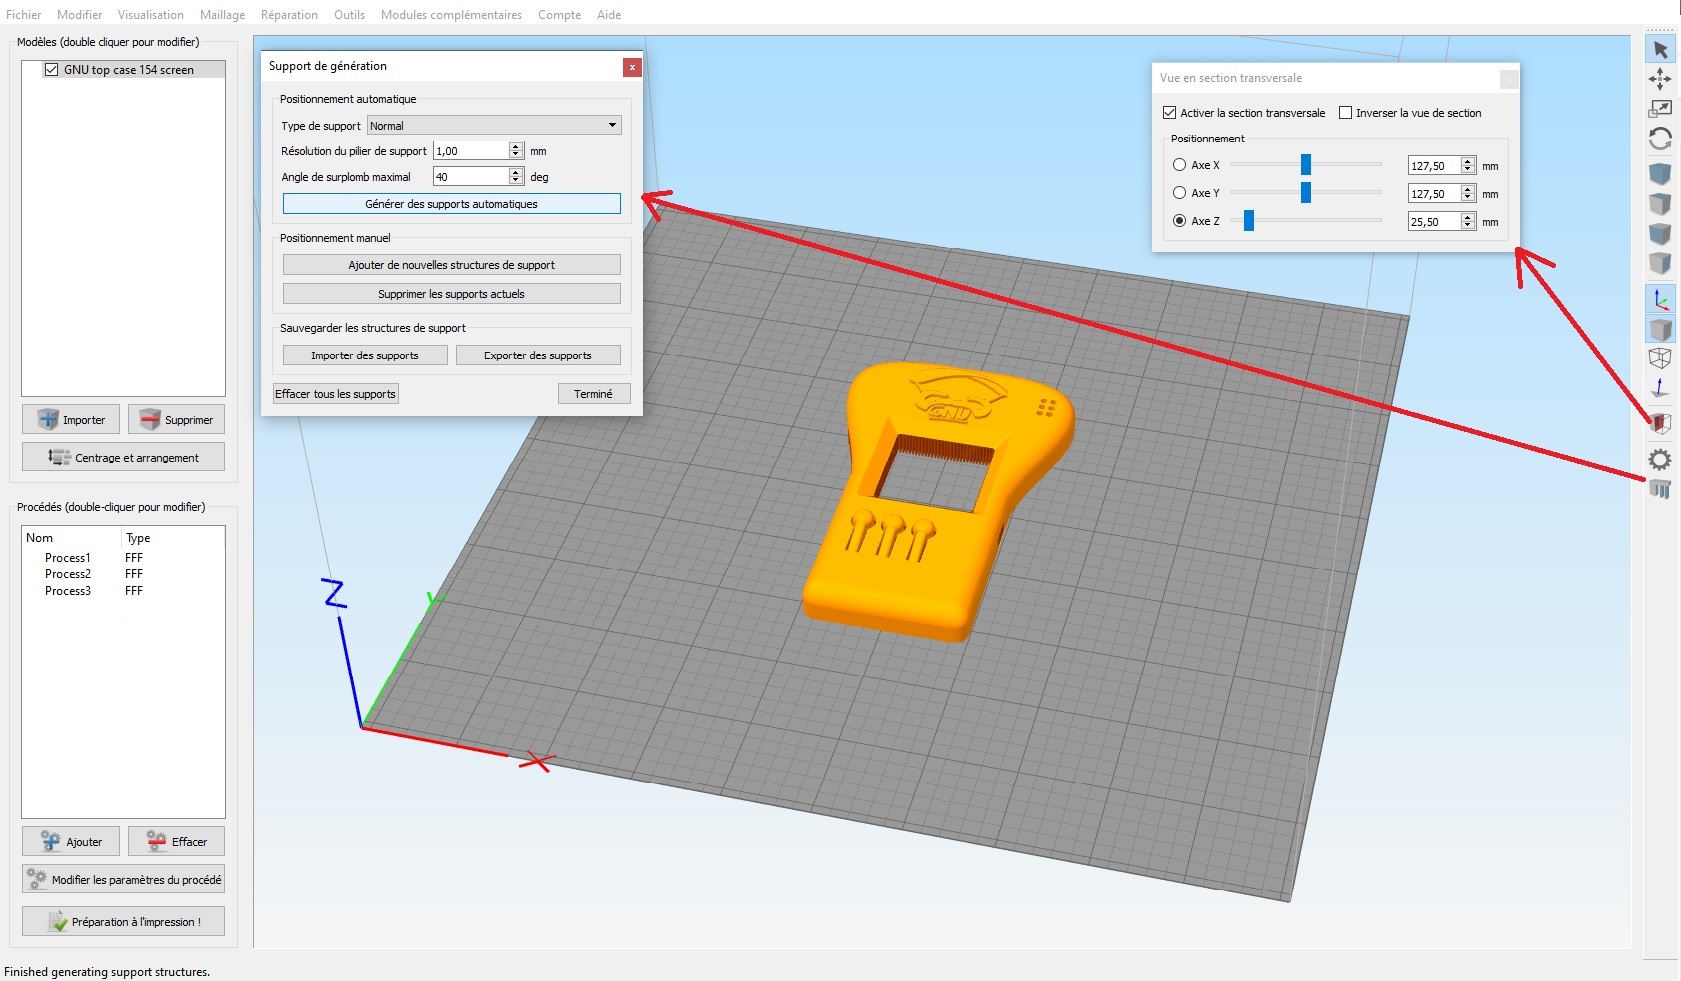 Fichier Modifier Visualisation Maillage Réparation Outils Modules complémentaires Compte Aide
Modèles (double cliquer pour modifier)
GNU top case 154 screen
Importer Supprimer
Centrage et arrangement
Procédés (double-cliquer pour modifier)
Nom Type
Process1 FFF
Process2 FFF
Process3 FFF
Ajouter Effacer
Modifier les paramètres du procédé
Préparation à l'impression !
Finished generating support structures.
Support de génération
x
Positionnement automatique
Type de support Normal
Résolution du pilier de support 1,00 mm
Angle de surplomb maximal 40 deg
Générer des supports automatiques
Positionnement manuel
Ajouter de nouvelles structures de support
Supprimer les supports actuels
Sauvegarder les structures de support
Importer des supports Exporter des supports
Effacer tous les supports Terminé
Vue en section transversale
x
Activer la section transversale Inverser la vue de section
Positionnement
Axe X 127,50 mm
Axe Y 127,50 mm
Axe Z 25,50 mm
GNU
Z
Y
X